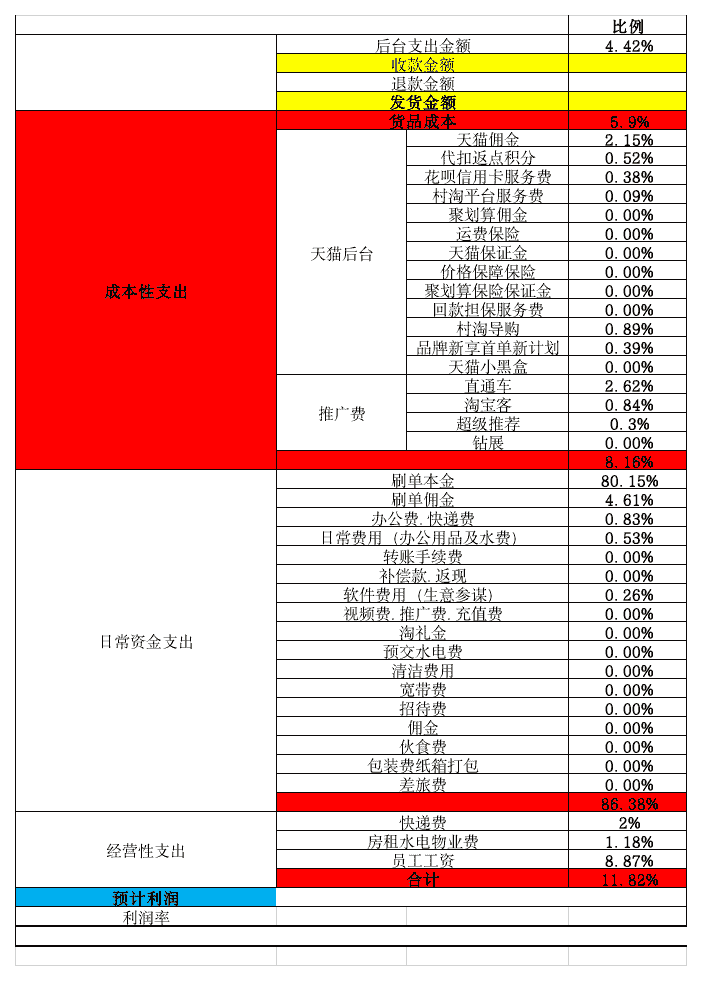 比例
后台支出金额 4.42%
收款金额
退款金额
发货金额
货品成本 5.9%
天猫佣金 2.15%
代扣返点积分 0.52%
花呗信用卡服务费 0.38%
村淘平台服务费 0.09%
聚划算佣金 0.00%
运费保险 0.00%
天猫后台 天猫保证金 0.00%
价格保障保险 0.00%
成本性支出 聚划算保险保证金 0.00%
回款担保服务费 0.00%
村淘导购 0.89%
品牌新享首单新计划 0.39%
天猫小黑盒 0.00%
直通车 2.62%
推广费 淘宝客 0.84%
超级推荐 0.3%
钻展 0.00%
8.16%
刷单本金 80.15%
刷单佣金 4.61%
办公费.快递费 0.83%
日常费用(办公用品及水费) 0.53%
转账手续费 0.00%
补偿款.返现 0.00%
软件费用(生意参谋) 0.26%
视频费.推广费.充值费 0.00%
淘礼金 0.00%
日常资金支出 预交水电费 0.00%
清洁费用 0.00%
宽带费 0.00%
招待费 0.00%
佣金 0.00%
伙食费 0.00%
包装费纸箱打包 0.00%
差旅费 0.00%
86.38%
快递费 2%
经营性支出 房租水电物业费 1.18%
员工工资 8.87%
合计 11.82%
预计利润
利润率